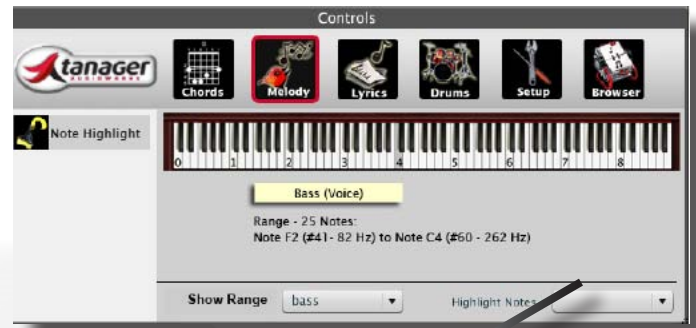 Controls
tanager
AUDIOWORKS
Chords Melody Lyrics Drums Setup Browser
Note Highlight
0 1 2 3 4 5 6 7 8
Bass (Voice)
Range - 25 Notes:
Note F2 (#41- 82 Hz) to Note C4 (#60 - 262 Hz)
Show Range bass Highlight Notes